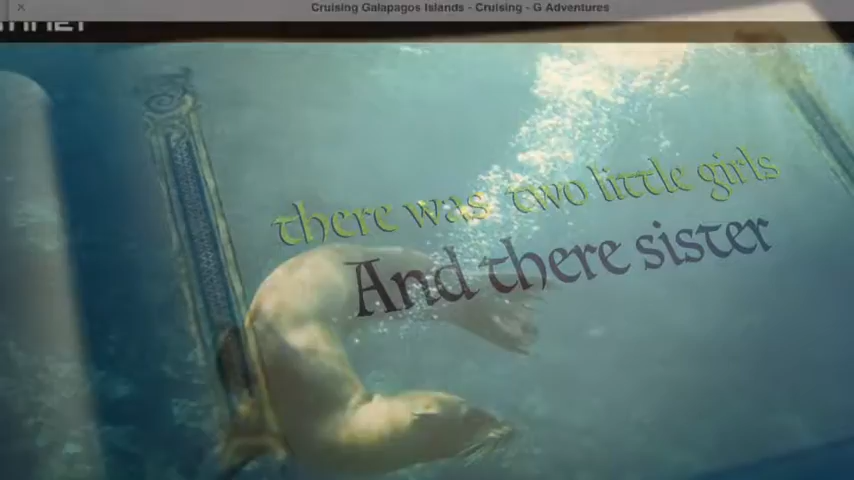 Cruising Galapagos Islands - Cruising - G Adventures
there was two little girls
And there sister